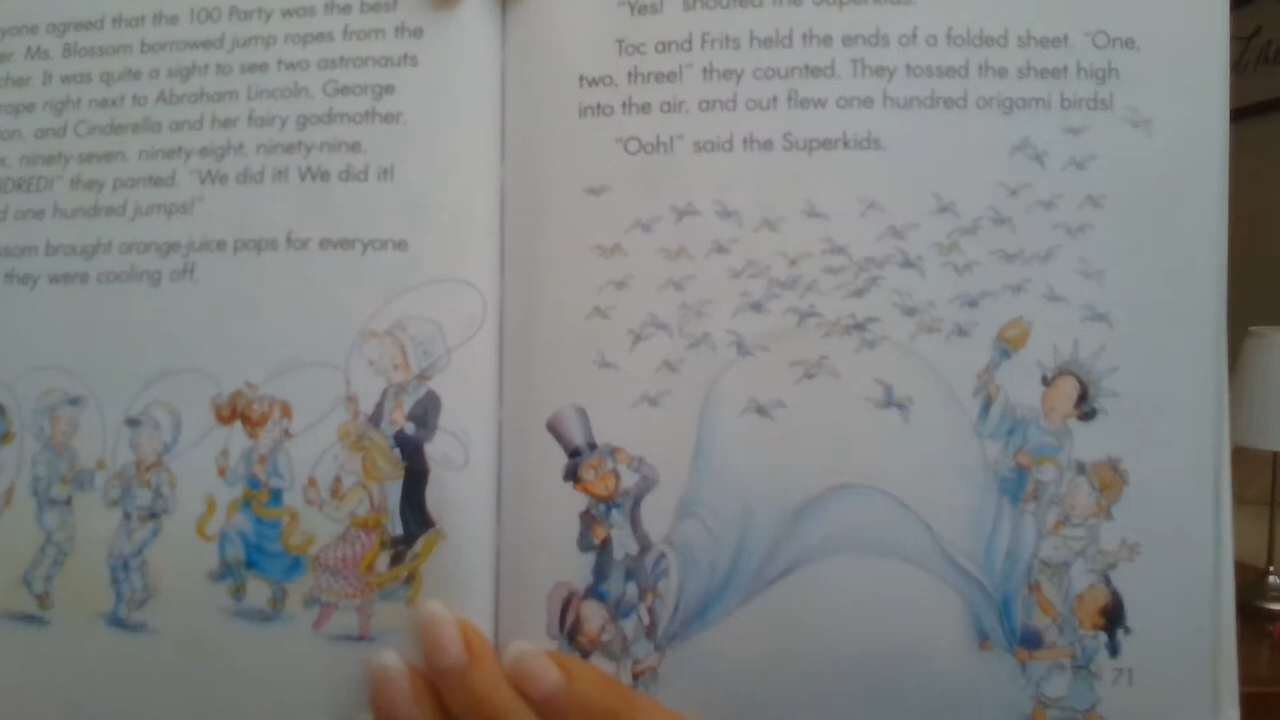 yone agreed that the 100 Party was the best
er. Ms. Blossom borrowed jump ropes from the
cher. It was quite a sight to see two astronauts
rope right next to Abraham Lincoln, George
on, and Cinderella and her fairy godmother.
x, ninety-seven, ninety-eight, ninety-nine,
DRED!" they panted. "We did it! We did it!
d one hundred jumps!"
ssom brought orange-juice pops for everyone
they were cooling off.
"Yes!" shouted the Superkids.
Toc and Frits held the ends of a folded sheet. "One,
two, three!" they counted. They tossed the sheet high
into the air, and out flew one hundred origami birds!
"Ooh!" said the Superkids.
71